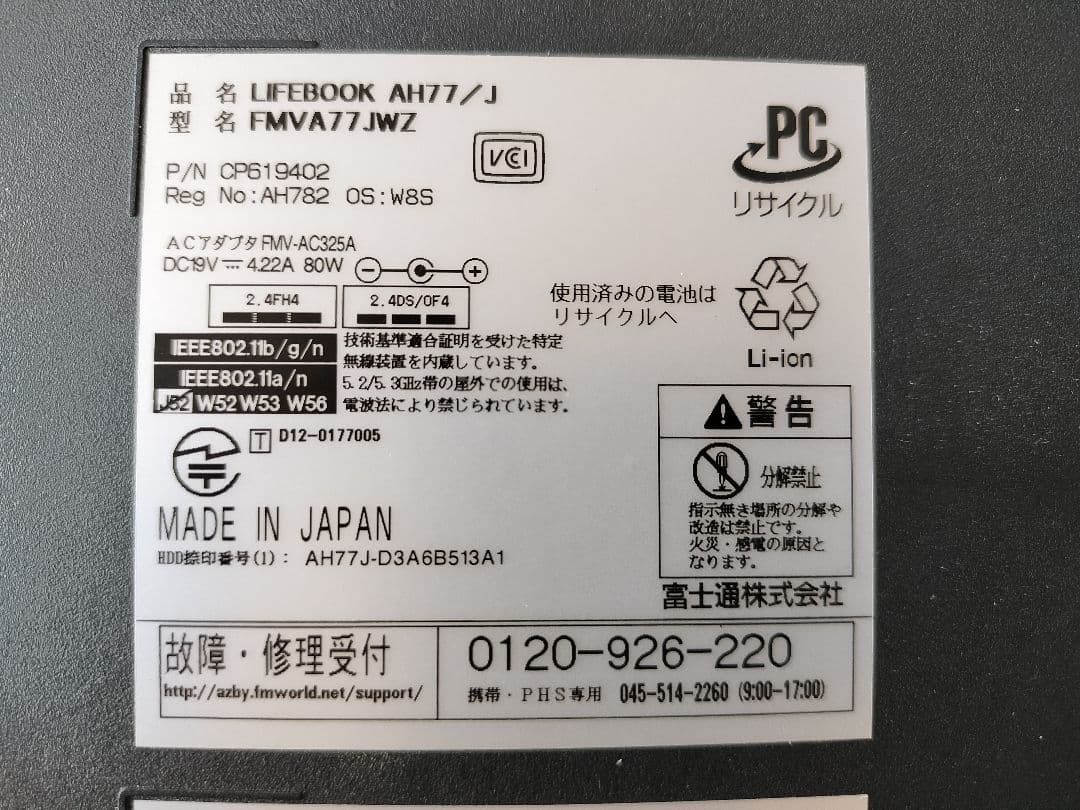 品 名 LIFEBOOK AH77/J
型 名 FMVA77JWZ
VCCI
P/N CP619402
Reg No:AH782 OS:W8S
PC
リサイクル
ACアダプタ FMV-AC325A
DC19V 4.22A 80W
2.4FH4
2.4DS/OF4
IEEE802.11b/g/n
IEEE802.11a/n
J52 W52 W53 W56
技術基準適合証明を受けた特定
無線装置を内蔵しています。
5.2/5.3GHz帯の屋外での使用は、
電波法により禁じられています。
使用済みの電池は
リサイクルへ
Li-ion
T D12-0177005
MADE IN JAPAN
HDD捺印番号(1): AH77J-D3A6B513A1
警告
分解禁止
指示無き場所の分解や
改造は禁止です。
火災・感電の原因と
なります。
富士通株式会社
故障・修理受付
http://azby.fmworld.net/support/
0120-926-220
携帯・PHS専用 045-514-2260 (9:00-17:00)